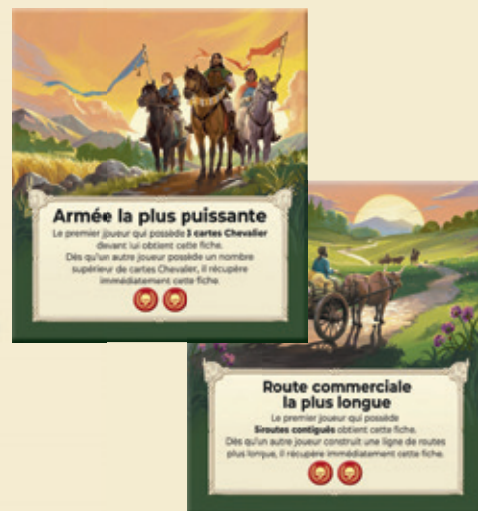 Armée la plus puissante
Le premier joueur qui possède 3 cartes Chevalier
devant lui obtient cette fiche.
Dès qu'un autre joueur possède un nombre
supérieur de cartes Chevalier, il récupère
immédiatement cette fiche.
Route commerciale
la plus longue
Le premier joueur qui possède
5routes contiguës obtient cette fiche.
Dès qu'un autre joueur construit une ligne de routes
plus longue, il récupère immédiatement cette fiche.